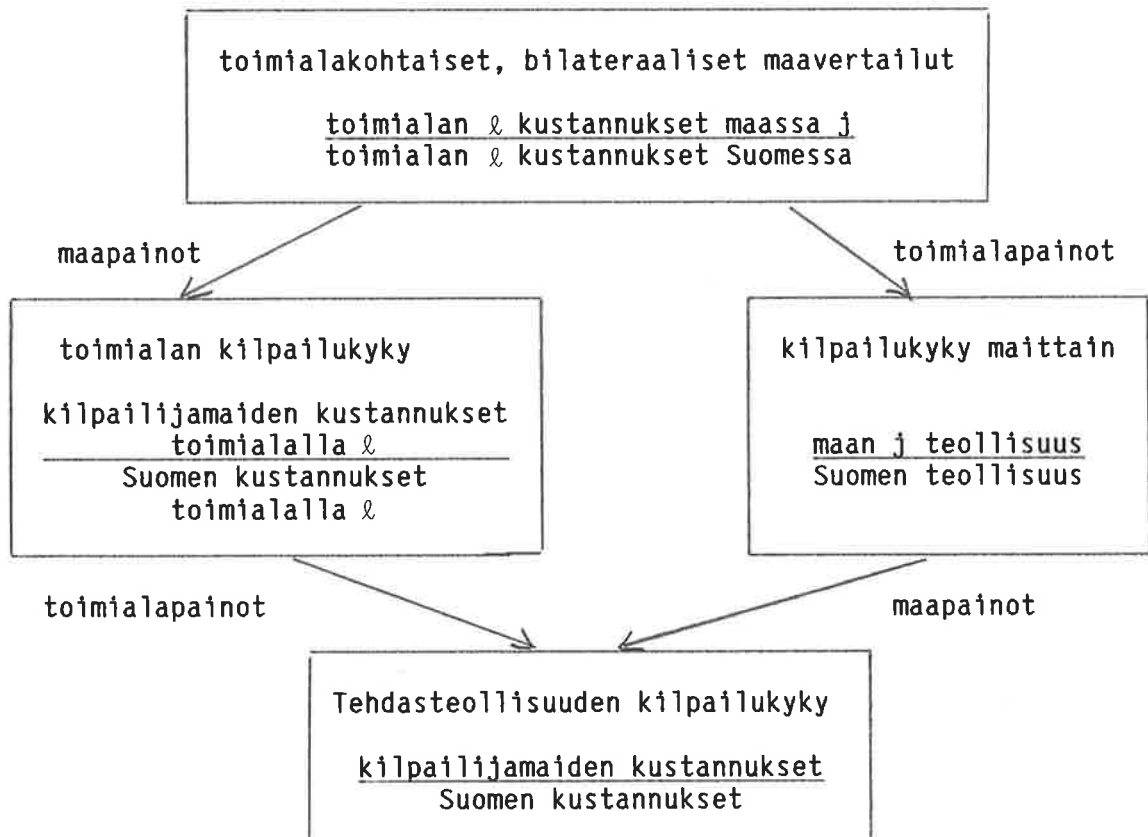 toimialakohtaiset, bilateraaliset maavertailut
toimialan ℓ kustannukset maassa j
toimialan ℓ kustannukset Suomessa
maapainot
toimialapainot
toimialan kilpailukyky
kilpailijamaiden kustannukset
toimialalla ℓ
Suomen kustannukset
toimialalla ℓ
kilpailukyky maittain
maan j teollisuus
Suomen teollisuus
toimialapainot
maapainot
Tehdasteollisuuden kilpailukyky
kilpailijamaiden kustannukset
Suomen kustannukset